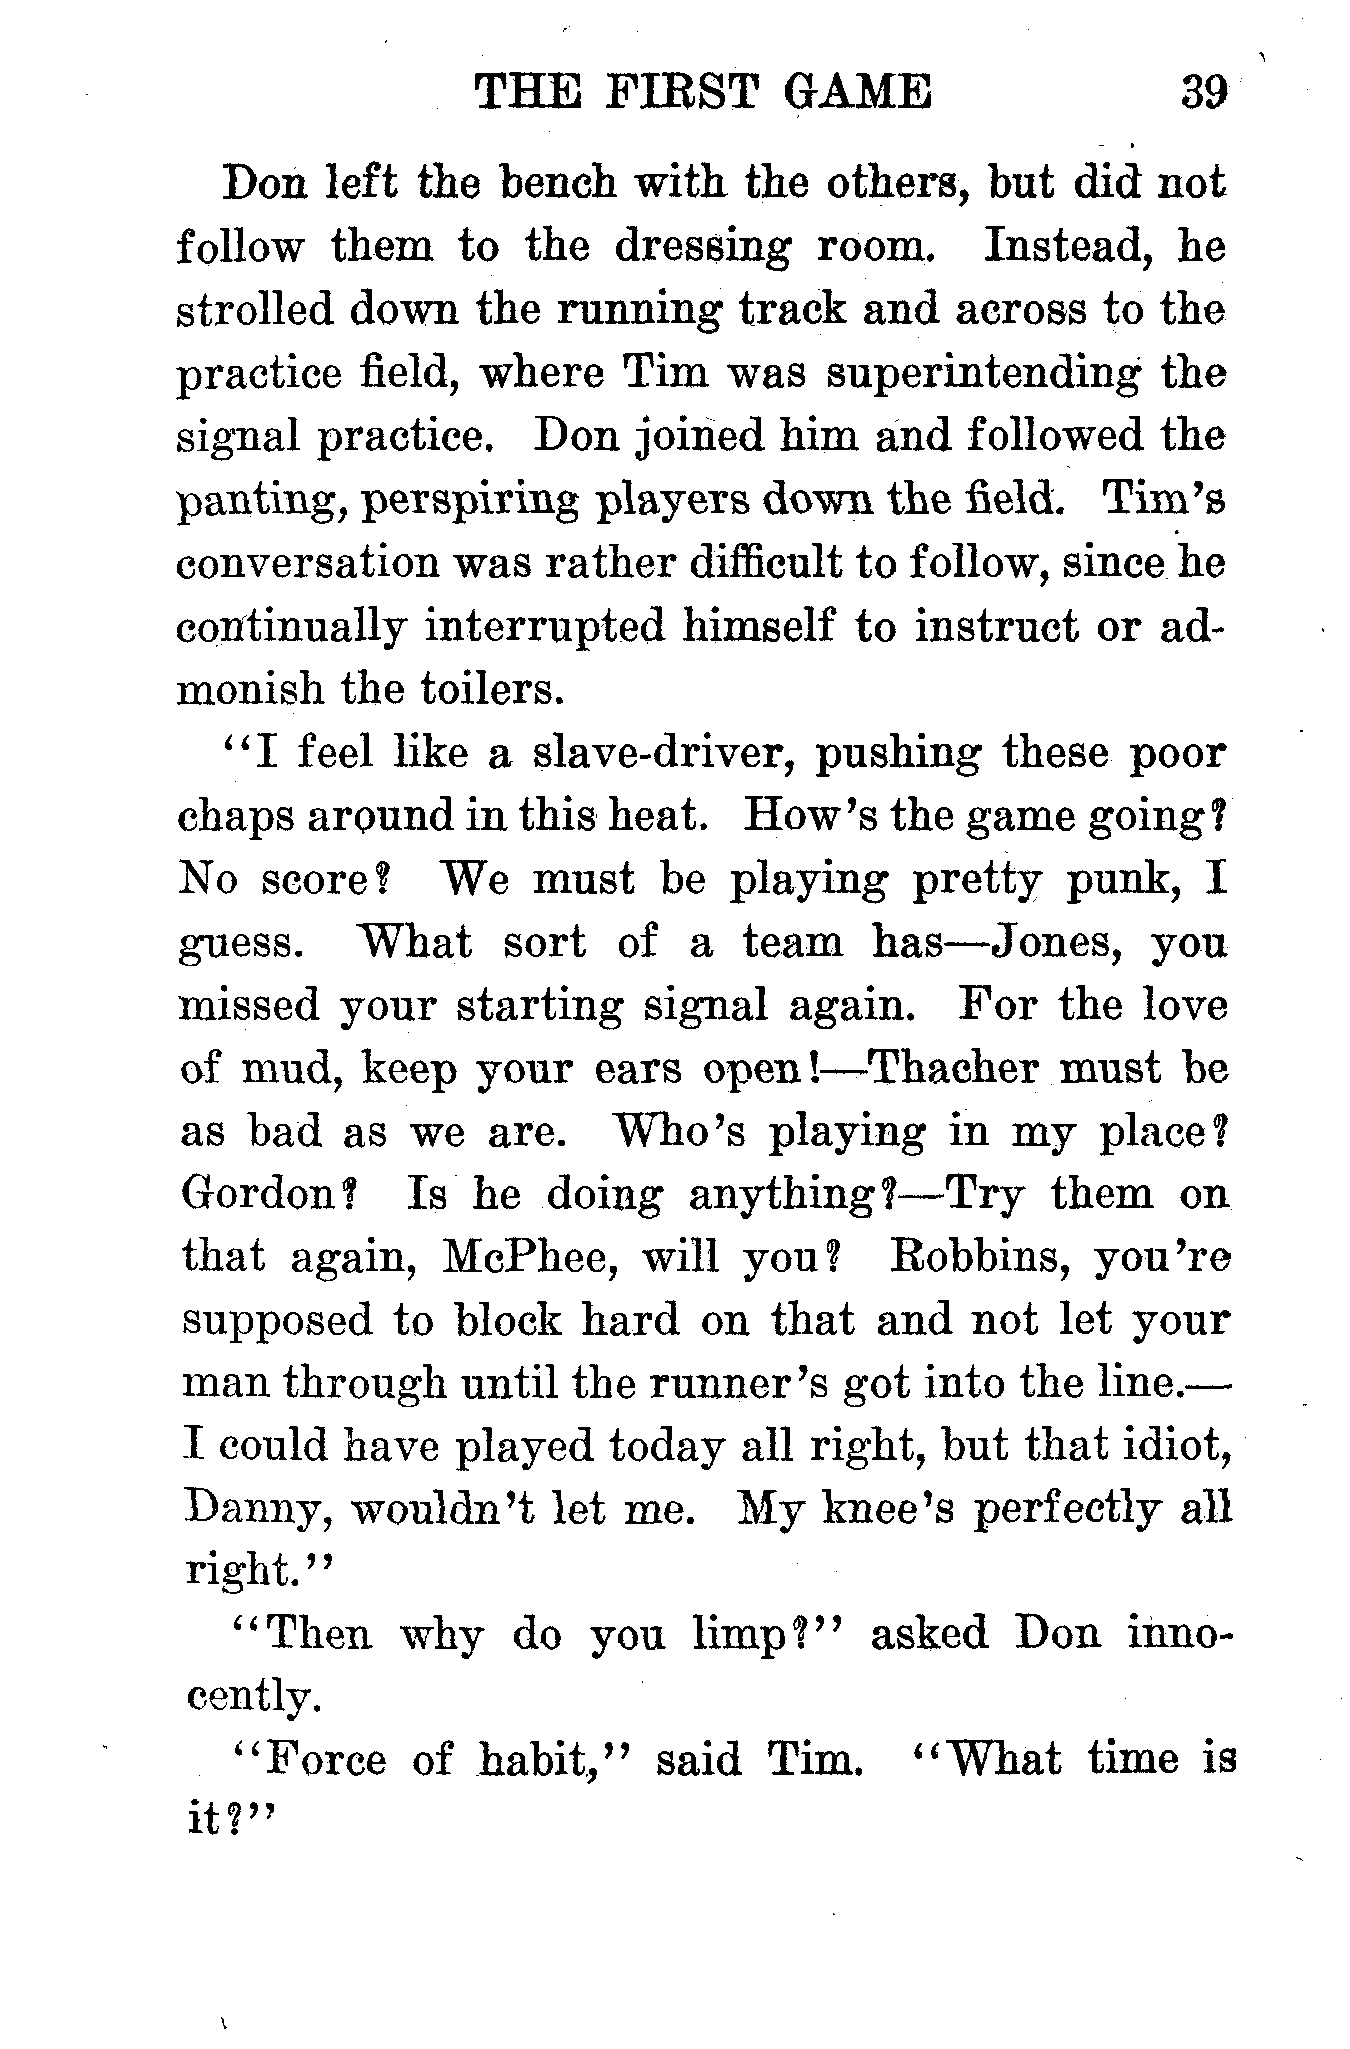 THE FIRST GAME 39
Don left the bench with the others, but did not
follow them to the dressing room. Instead, he
strolled down the running track and across to the
practice field, where Tim was superintending the
signal practice. Don joined him and followed the
panting, perspiring players down the field. Tim's
conversation was rather difficult to follow, since he
continually interrupted himself to instruct or ad-
monish the toilers.
"I feel like a slave-driver, pushing these poor
chaps around in this heat. How's the game going?
No score? We must be playing pretty punk, I
guess. What sort of a team has—Jones, you
missed your starting signal again. For the love
of mud, keep your ears open!—Thacher must be
as bad as we are. Who's playing in my place?
Gordon? Is he doing anything?—Try them on
that again, McPhee, will you? Robbins, you're
supposed to block hard on that and not let your
man through until the runner's got into the line.—
I could have played today all right, but that idiot,
Danny, wouldn't let me. My knee's perfectly all
right."
"Then why do you limp?" asked Don inno-
cently.
"Force of habit," said Tim. "What time is
it?"